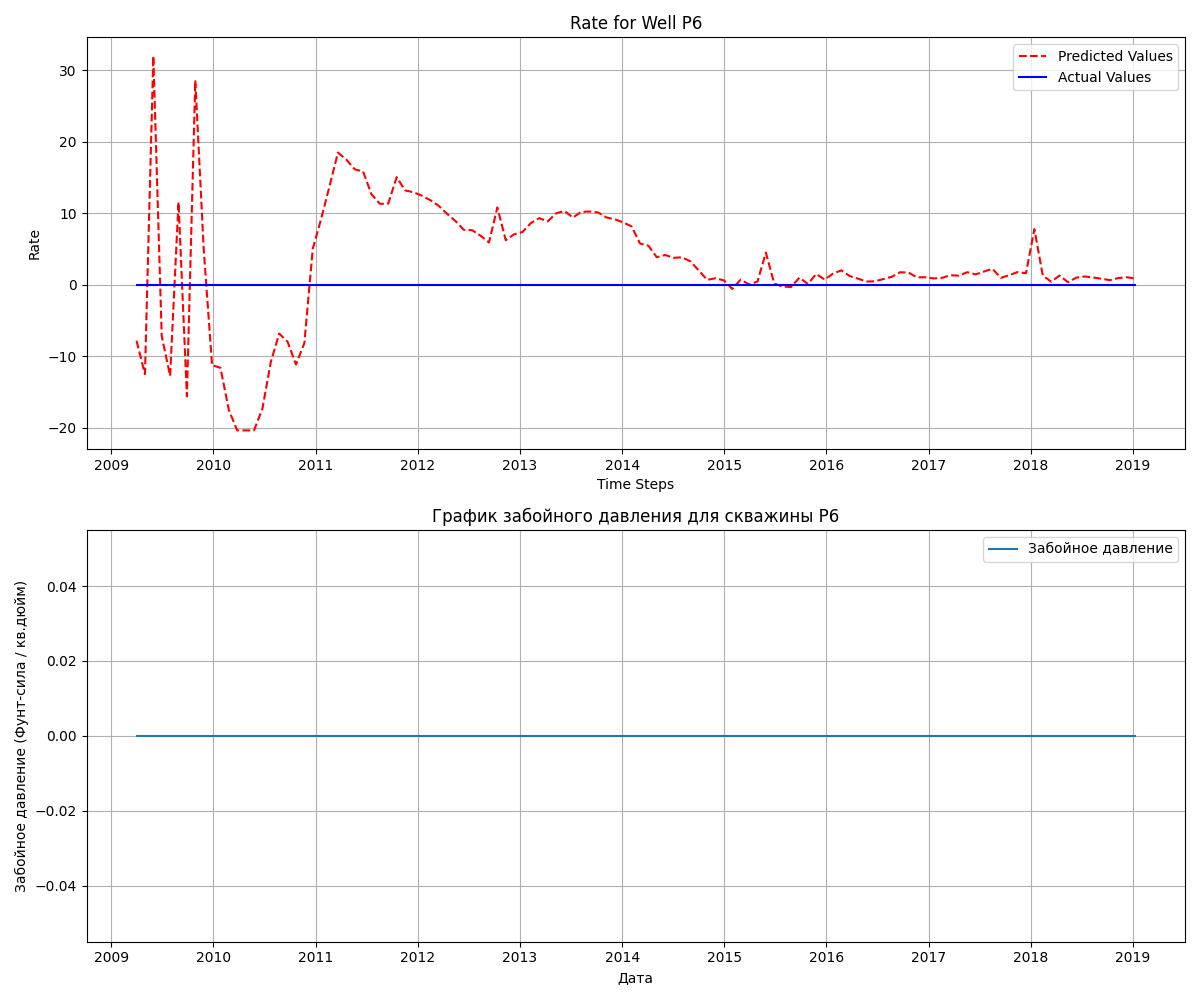 Rate for Well P6
Predicted Values
Actual Values
Rate
30
20
10
0
−10
−20
2009 2010 2011 2012 2013 2014 2015 2016 2017 2018 2019
Time Steps
График забойного давления для скважины P6
Забойное давление
Забойное давление (Фунт-сила / кв.дюйм)
0.04
0.02
0.00
−0.02
−0.04
2009 2010 2011 2012 2013 2014 2015 2016 2017 2018 2019
Дата